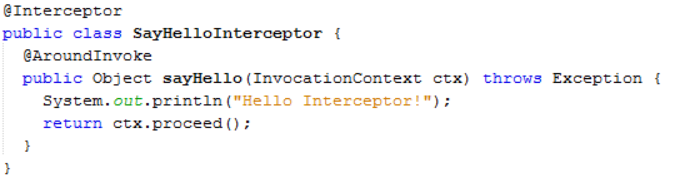 @Interceptor
public class SayHelloInterceptor {
@AroundInvoke
public Object sayHello(InvocationContext ctx) throws Exception {
System.out.println("Hello Interceptor!");
return ctx.proceed();
}
}